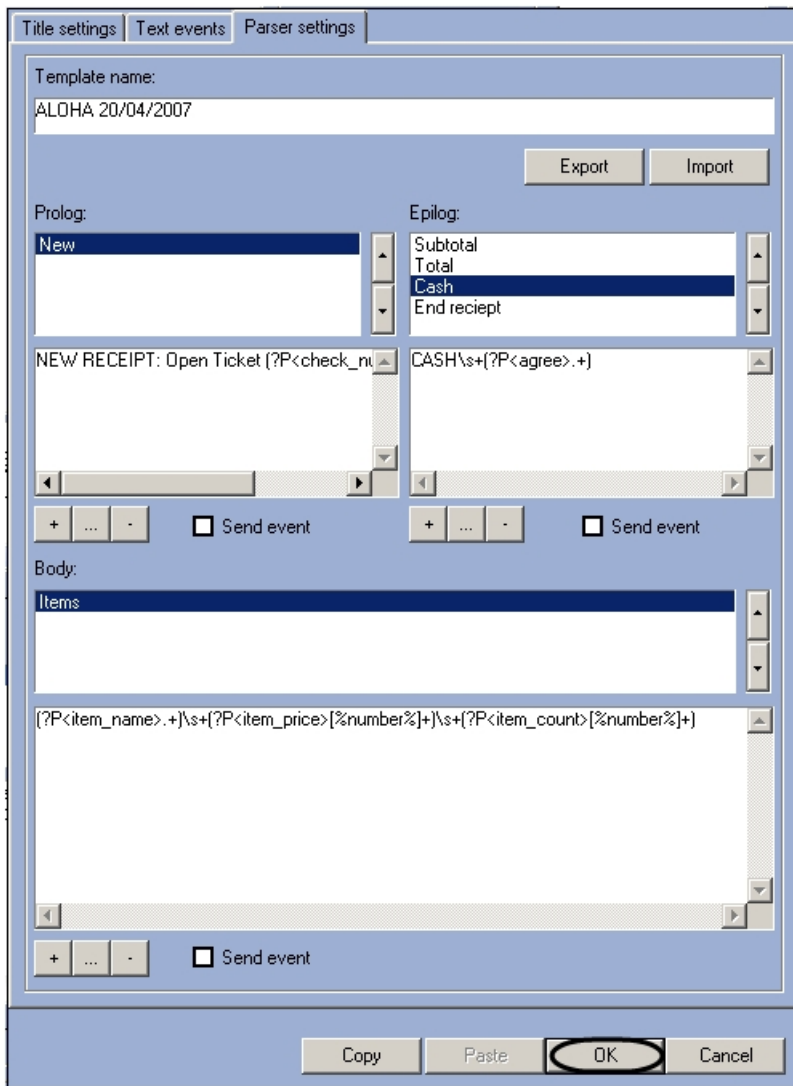 Title settings Text events Parser settings
Template name:
ALOHA 20/04/2007
Export Import
Prolog: Epilog:
New
Subtotal
Total
Cash
End reciept
NEW RECEIPT: Open Ticket (?P<check_nu
CASH\s+(?P<agree>.+)
+ ... - Send event + ... - Send event
Body:
Items
(?P<item_name>.+)\s+(?P<item_price>[%number%]+)\s+(?P<item_count>[%number%]+)
+ ... - Send event
Copy Paste OK Cancel